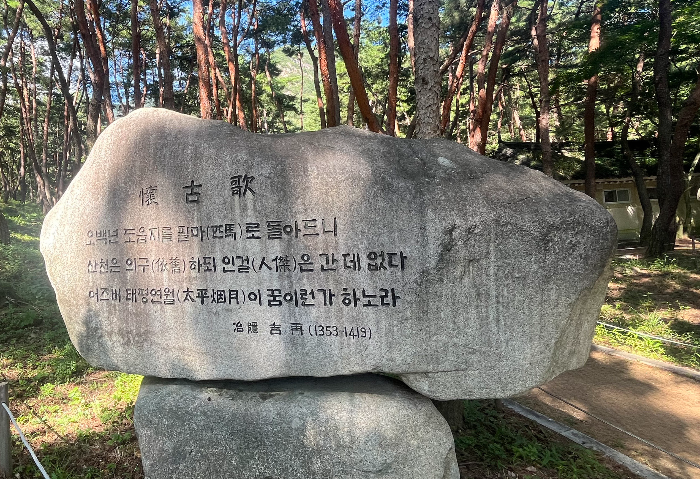 懷古歌
오백년 도읍지를 필마(匹馬)로 돌아드니
산천은 의구(依舊)하되 인걸(人傑)은 간 데 없다
어즈버 태평연월(太平烟月)이 꿈이런가 하노라
冶隱 吉再 (1353-1419)